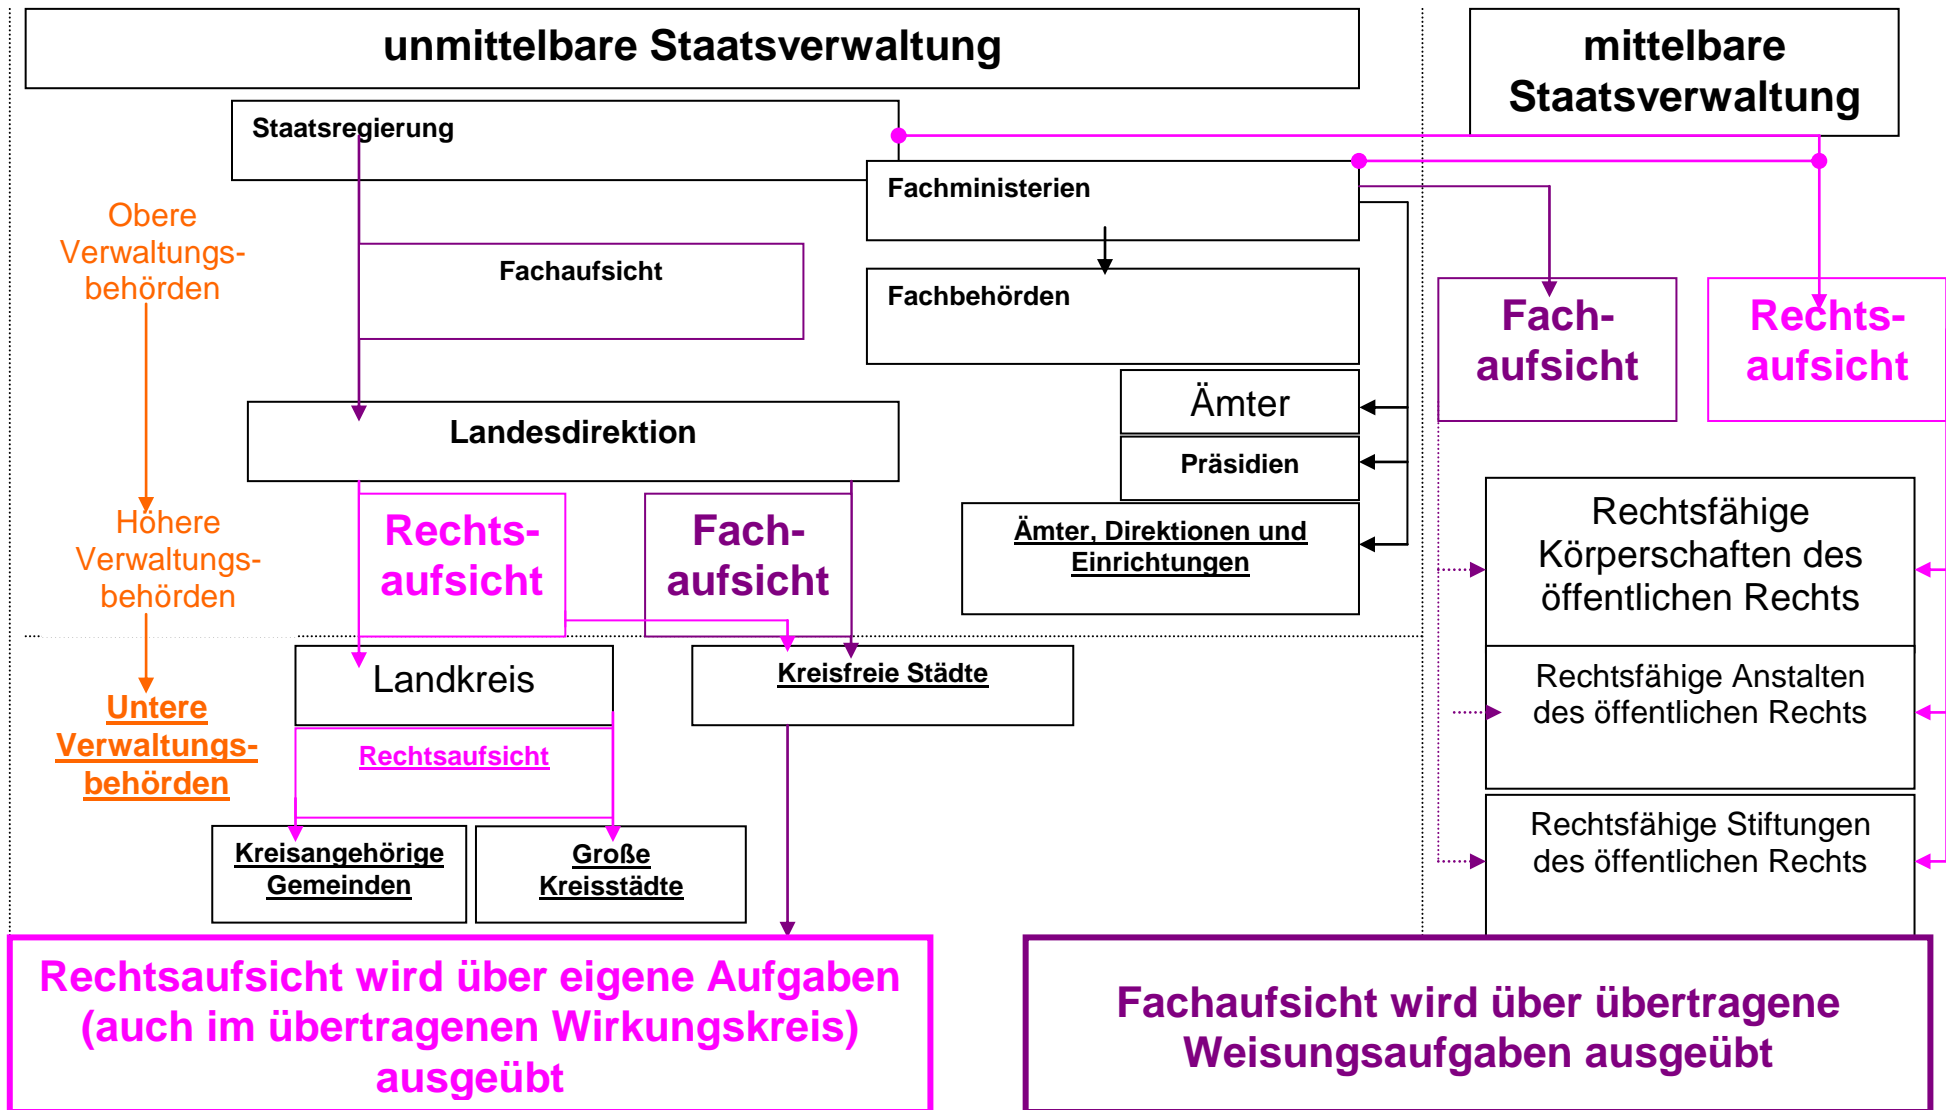 unmittelbare Staatsverwaltung
mittelbare
Staatsverwaltung
Staatsregierung
Fachministerien
Obere
Verwaltungs-
behörden
Fachaufsicht
Fachbehörden
Fach-
aufsicht
Rechts-
aufsicht
Ämter
Landesdirektion
Präsidien
Höhere
Verwaltungs-
behörden
Rechts-
aufsicht
Fach-
aufsicht
Ämter, Direktionen und
Einrichtungen
Rechtsfähige
Körperschaften des
öffentlichen Rechts
Landkreis
Kreisfreie Städte
Rechtsfähige Anstalten
des öffentlichen Rechts
Untere
Verwaltungs-
behörden
Rechtsaufsicht
Kreisangehörige
Gemeinden
Große
Kreisstädte
Rechtsfähige Stiftungen
des öffentlichen Rechts
Rechtsaufsicht wird über eigene Aufgaben
(auch im übertragenen Wirkungskreis)
ausgeübt
Fachaufsicht wird über übertragene
Weisungsaufgaben ausgeübt